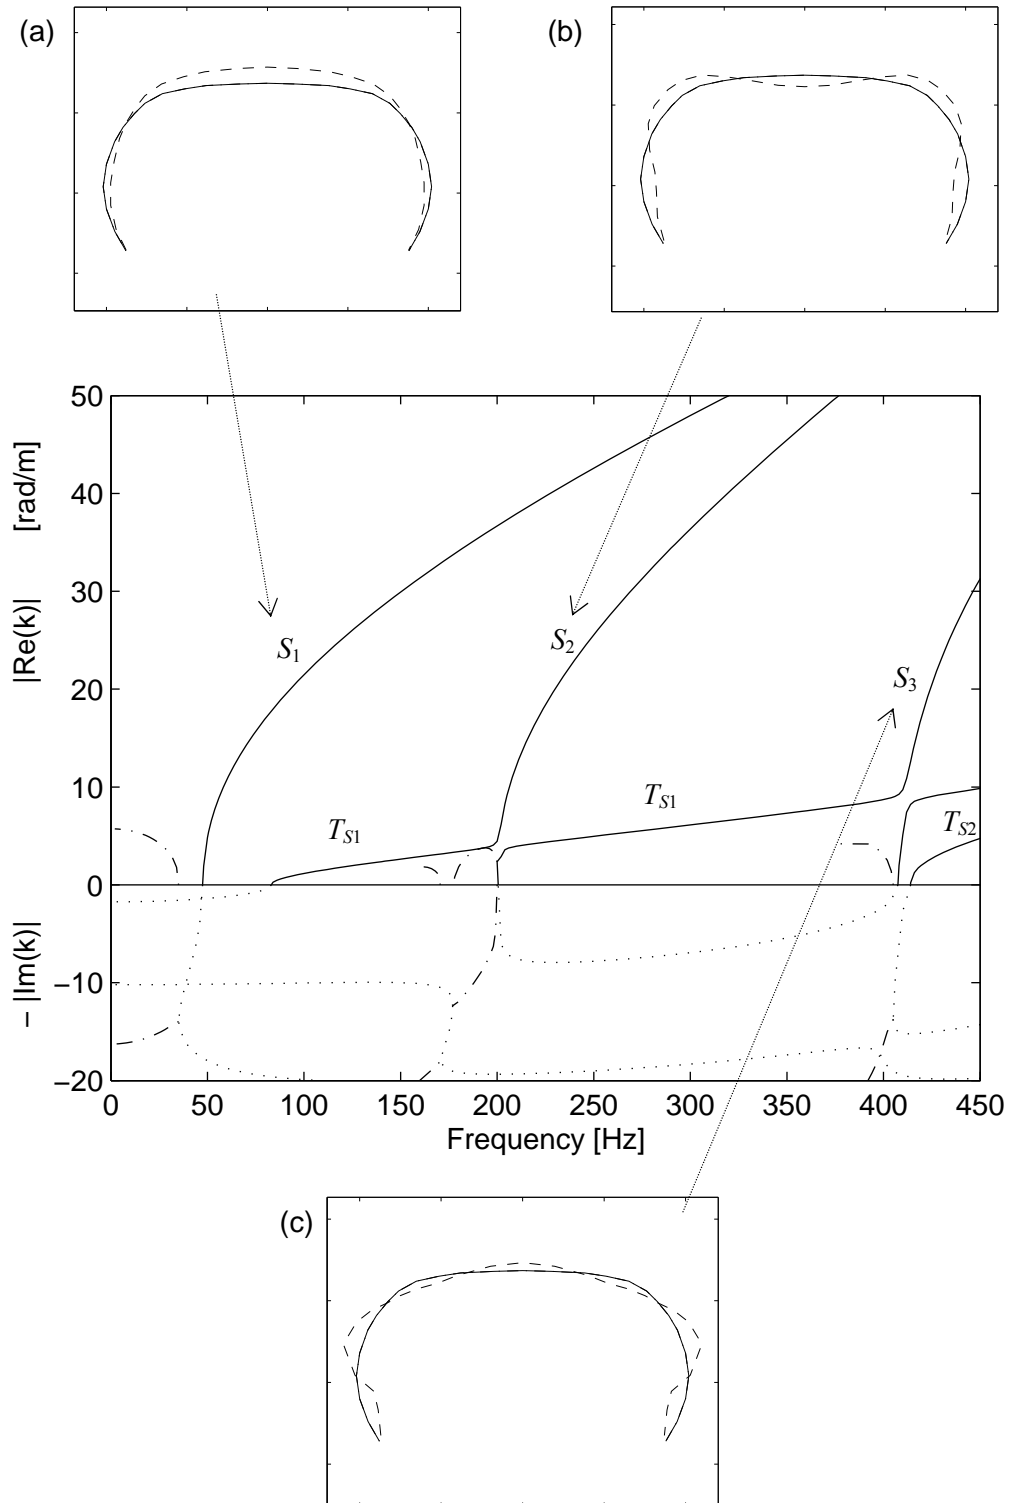 (a)
(b)
|Re(k)| [rad/m]
− |Im(k)|
50
40
30
20
10
0
−10
−20
S1
S2
S3
TS1
TS1
TS2
0 50 100 150 200 250 300 350 400 450
Frequency [Hz]
(c)